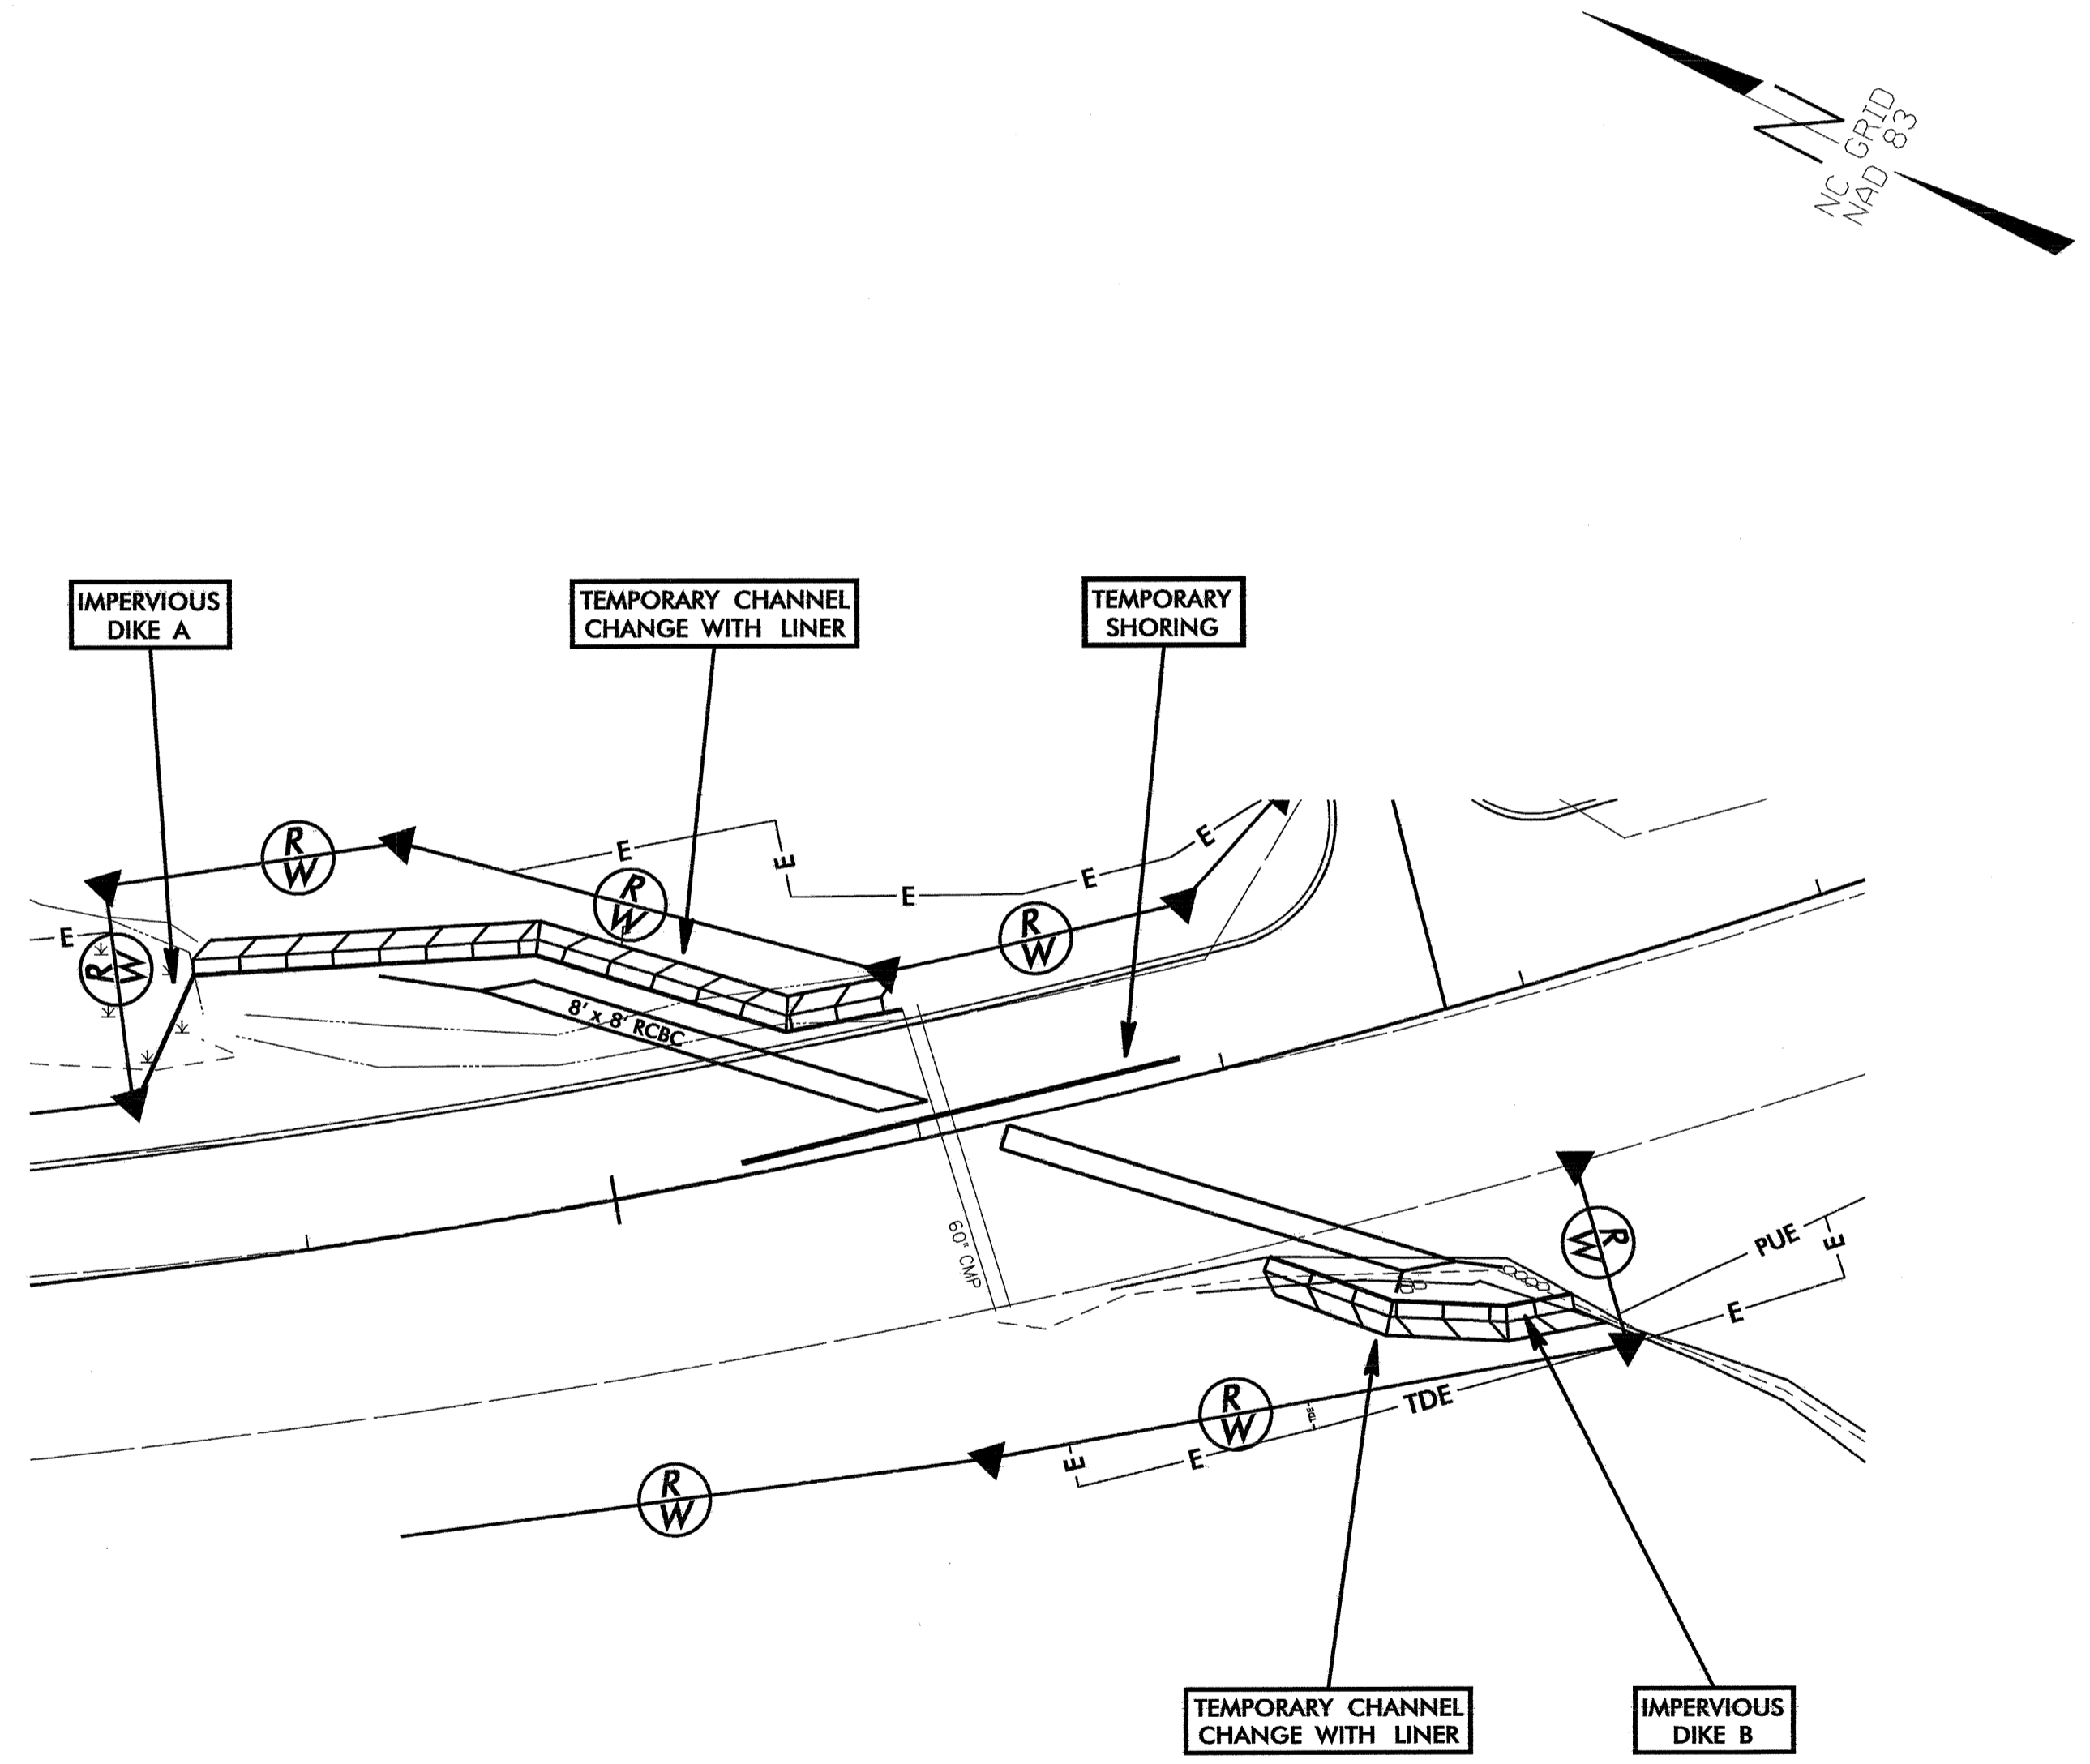 N
NC GRID
NAD 83
IMPERVIOUS
DIKE A
TEMPORARY CHANNEL
CHANGE WITH LINER
TEMPORARY
SHORING
R
W
E
E
E
R
W
E
E
E
R
W
E
R
W
8' x 8' RCBC
60" CMP
R
W
PUE
E
E
TDE
R
W
TDE
E
E
R
W
TEMPORARY CHANNEL
CHANGE WITH LINER
IMPERVIOUS
DIKE B